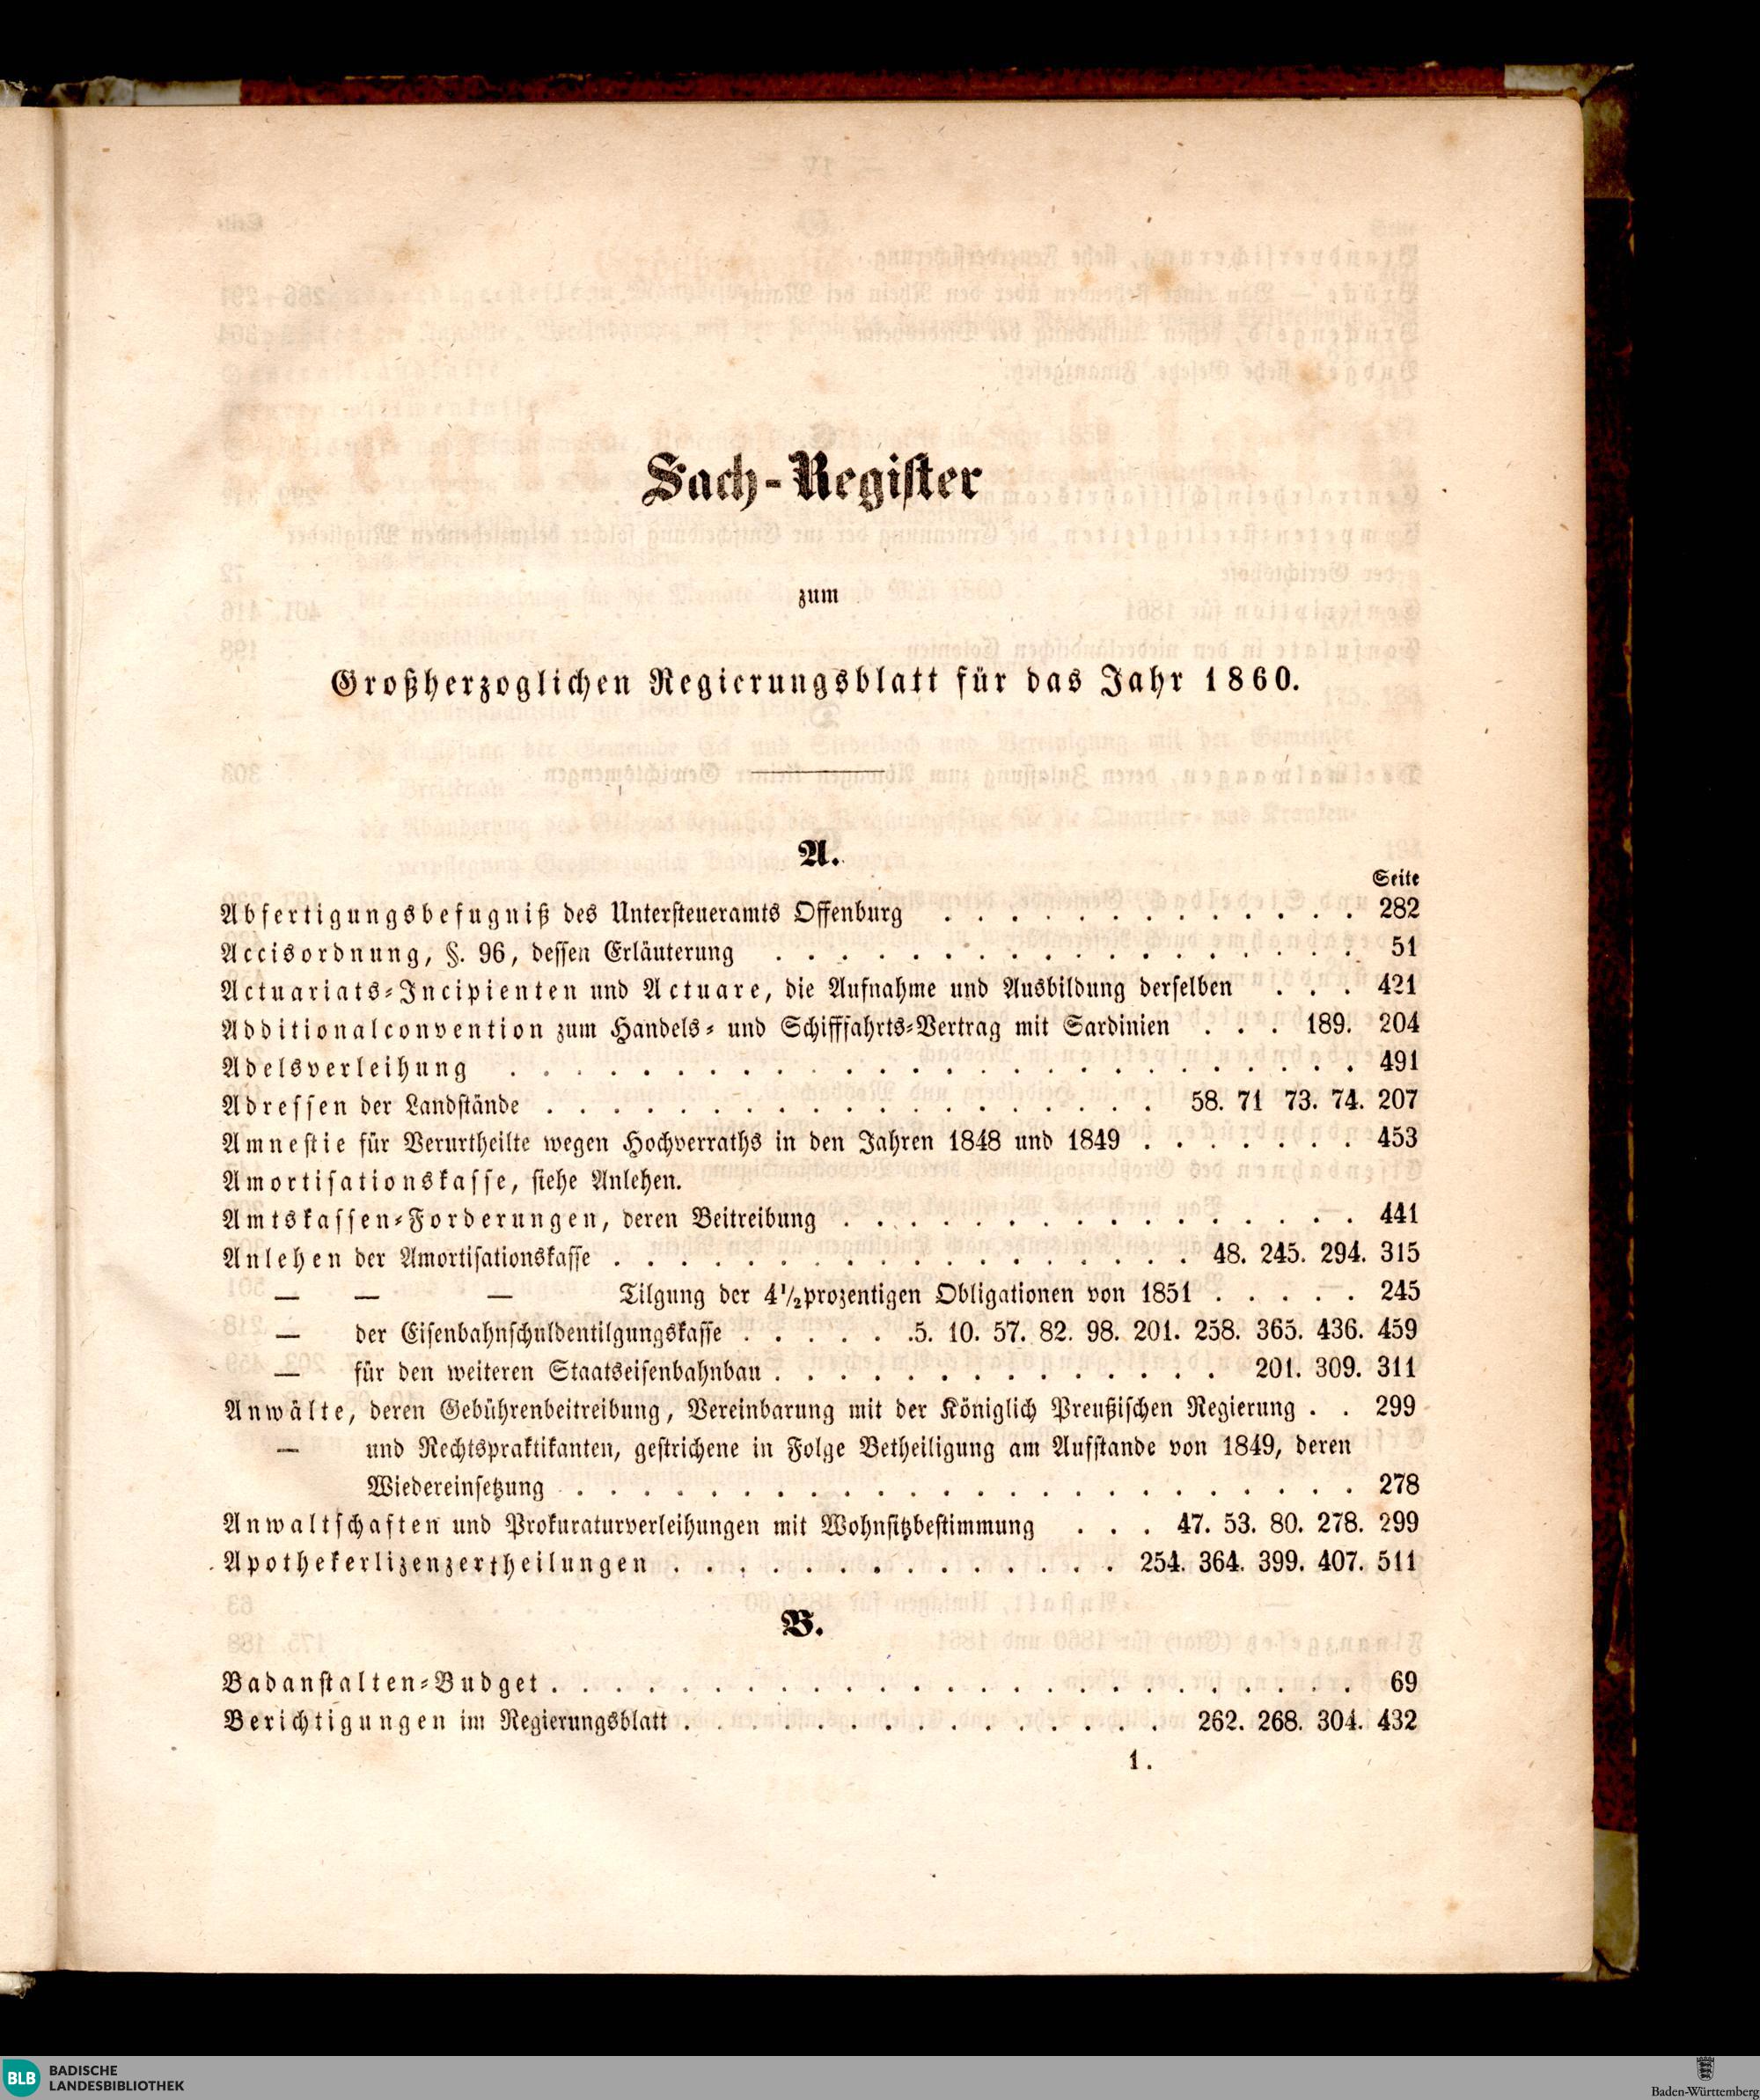 Sach-Register
zum
Großherzoglichen Regierungsblatt für das Jahr 1860.
A.
Seite
Abfertigungsbefugniß des Untersteueramts Offenburg . . . . . . . . . . . . . 282
Accisordnung, §. 96, dessen Erläuterung . . . . . . . . . . . . . . . . . . 51
Actuariats-Incipienten und Actuare, die Aufnahme und Ausbildung derselben . . . 421
Additionalconvention zum Handels- und Schifffahrts-Vertrag mit Sardinien . . . 189. 204
Adelsverleihung . . . . . . . . . . . . . . . . . . . . . . . . . . 491
Adressen der Landstände . . . . . . . . . . . . . . . . . . . 58. 71 73. 74. 207
Amnestie für Verurtheilte wegen Hochverraths in den Jahren 1848 und 1849 . . . . . . . 453
Amortisationskasse, siehe Anlehen.
Amtskassen-Forderungen, deren Beitreibung . . . . . . . . . . . . . . . . 441
Anlehen der Amortisationskasse . . . . . . . . . . . . . . . . . . 48. 245. 294. 315
— — — Tilgung der 4 1/2prozentigen Obligationen von 1851 . . . . . 245
— der Eisenbahnschuldentilgungskasse . . . . . .5. 10. 57. 82. 98. 201. 258. 365. 436. 459
— für den weiteren Staatseisenbahnbau . . . . . . . . . . . . . . 201. 309. 311
Anwälte, deren Gebührenbeitreibung, Vereinbarung mit der Königlich Preußischen Regierung . . 299
— und Rechtspraktikanten, gestrichene in Folge Betheiligung am Aufstande von 1849, deren
Wiedereinsetzung . . . . . . . . . . . . . . . . . . . . . . . . 278
Anwaltschaften und Prokuraturverleihungen mit Wohnsitzbestimmung . . . 47. 53. 80. 278. 299
Apothekerlizenzertheilungen . . . . . . . . . . . . . . 254. 364. 399. 407. 511
B.
Badanstalten-Budget . . . . . . . . . . . . . . . . . . . . . . . . . 69
Berichtigungen im Regierungsblatt . . . . . . . . . . . . . . . 262. 268. 304. 432
1.
BLB BADISCHE
LANDESBIBLIOTHEK
Baden-Württemberg